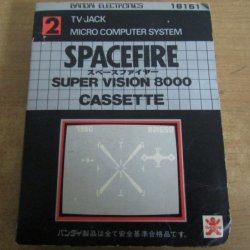 BANDAI ELECTRONICS 16161
2 TV-JACK
MICRO COMPUTER SYSTEM
SPACEFIRE
スペースファイヤー
SUPER VISION 8000
CASSETTE
バンダイ製品は全て安全基準合格品です。